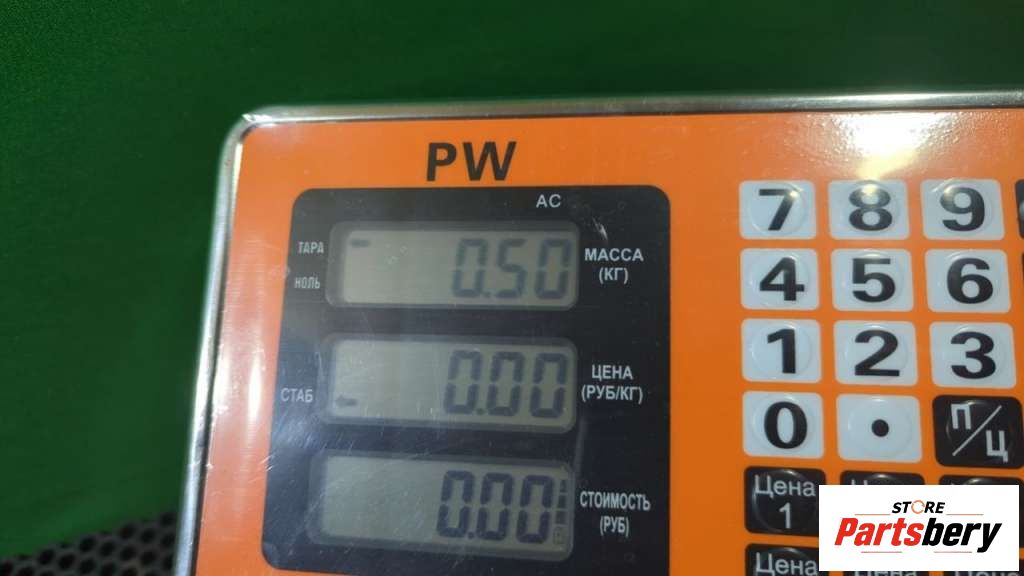 PW
AC
ТАРА
НОЛЬ
0.50
МАССА
(КГ)
СТАБ
0.00
ЦЕНА
(РУБ/КГ)
0.00
СТОИМОСТЬ
(РУБ)
7 8 9
4 5 6
1 2 3
0 . П/Ц
Цена
1
Цена
STORE
Partsbery